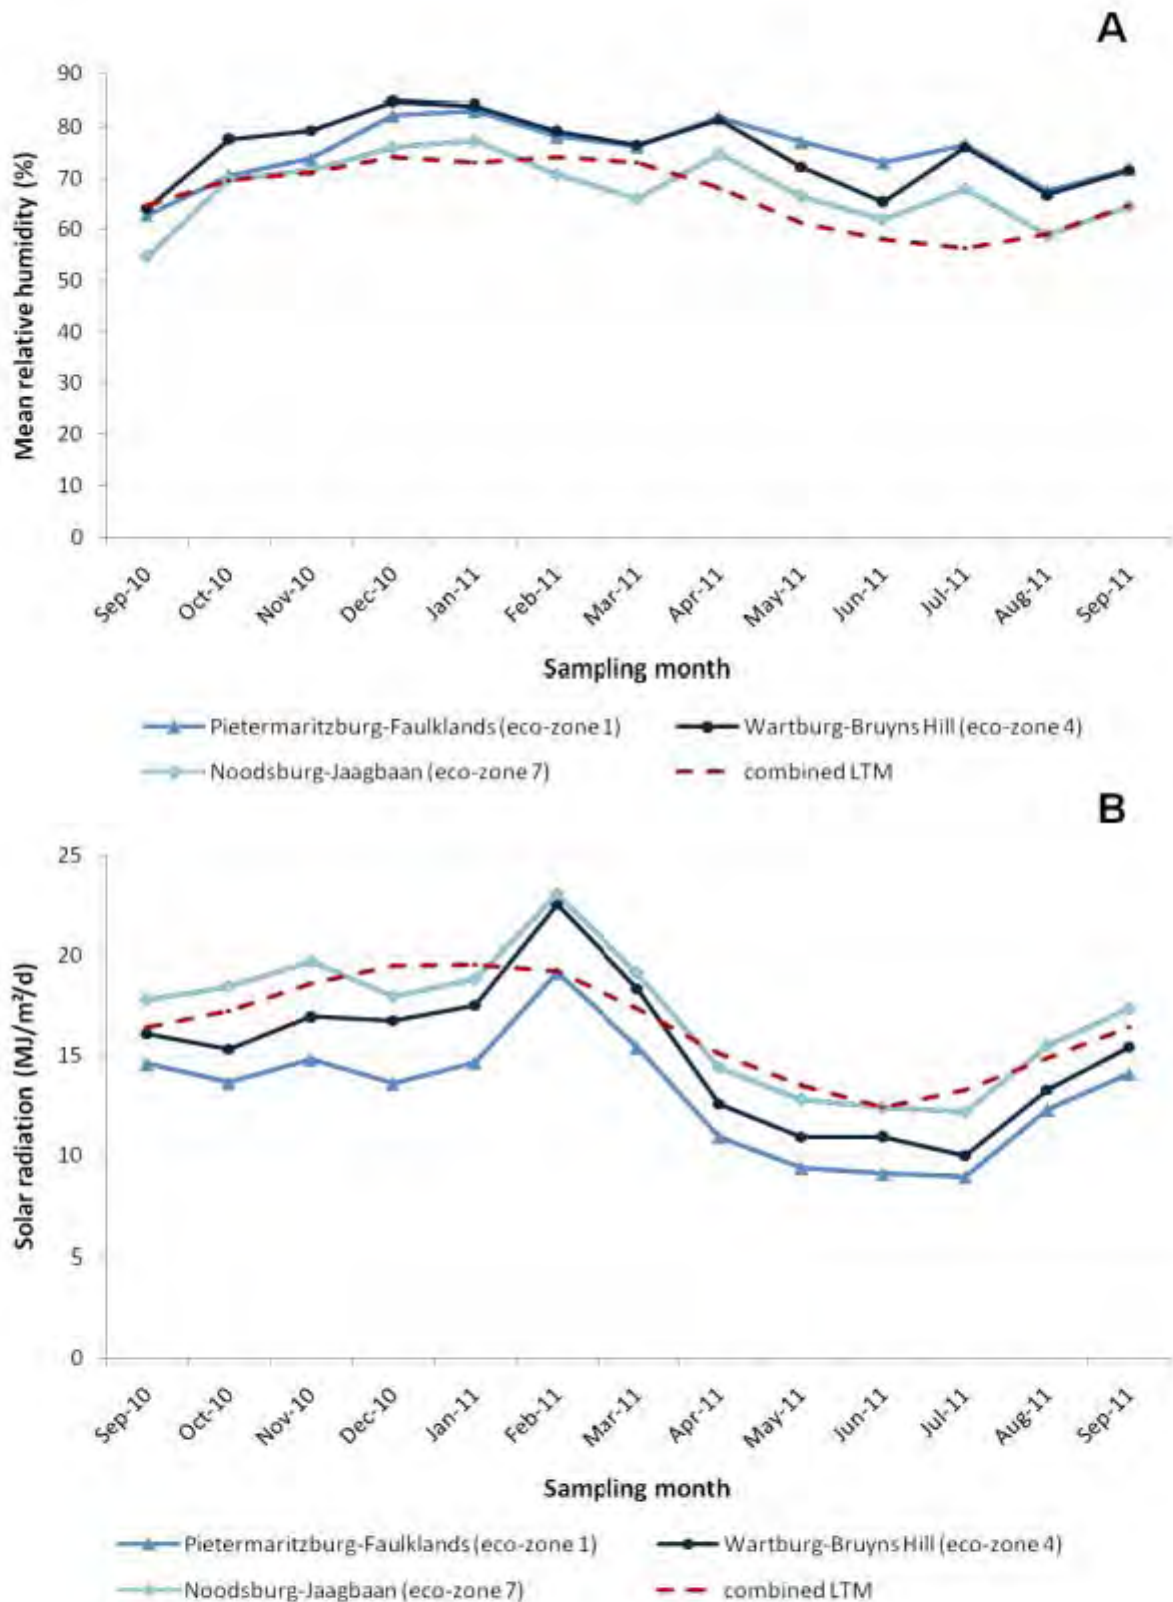 A
Mean relative humidity (%)
90
80
70
60
50
40
30
20
10
0
Sep-10
Oct-10
Nov-10
Dec-10
Jan-11
Feb-11
Mar-11
Apr-11
May-11
Jun-11
Jul-11
Aug-11
Sep-11
Sampling month
Pietermaritzburg-Faulklands (eco-zone 1)
Wartburg-Bruyns Hill (eco-zone 4)
Noodsburg-Jaagbaan (eco-zone 7)
combined LTM
B
Solar radiation (MJ/m²/d)
25
20
15
10
5
0
Sep-10
Oct-10
Nov-10
Dec-10
Jan-11
Feb-11
Mar-11
Apr-11
May-11
Jun-11
Jul-11
Aug-11
Sep-11
Sampling month
Pietermaritzburg-Faulklands (eco-zone 1)
Wartburg-Bruyns Hill (eco-zone 4)
Noodsburg-Jaagbaan (eco-zone 7)
combined LTM